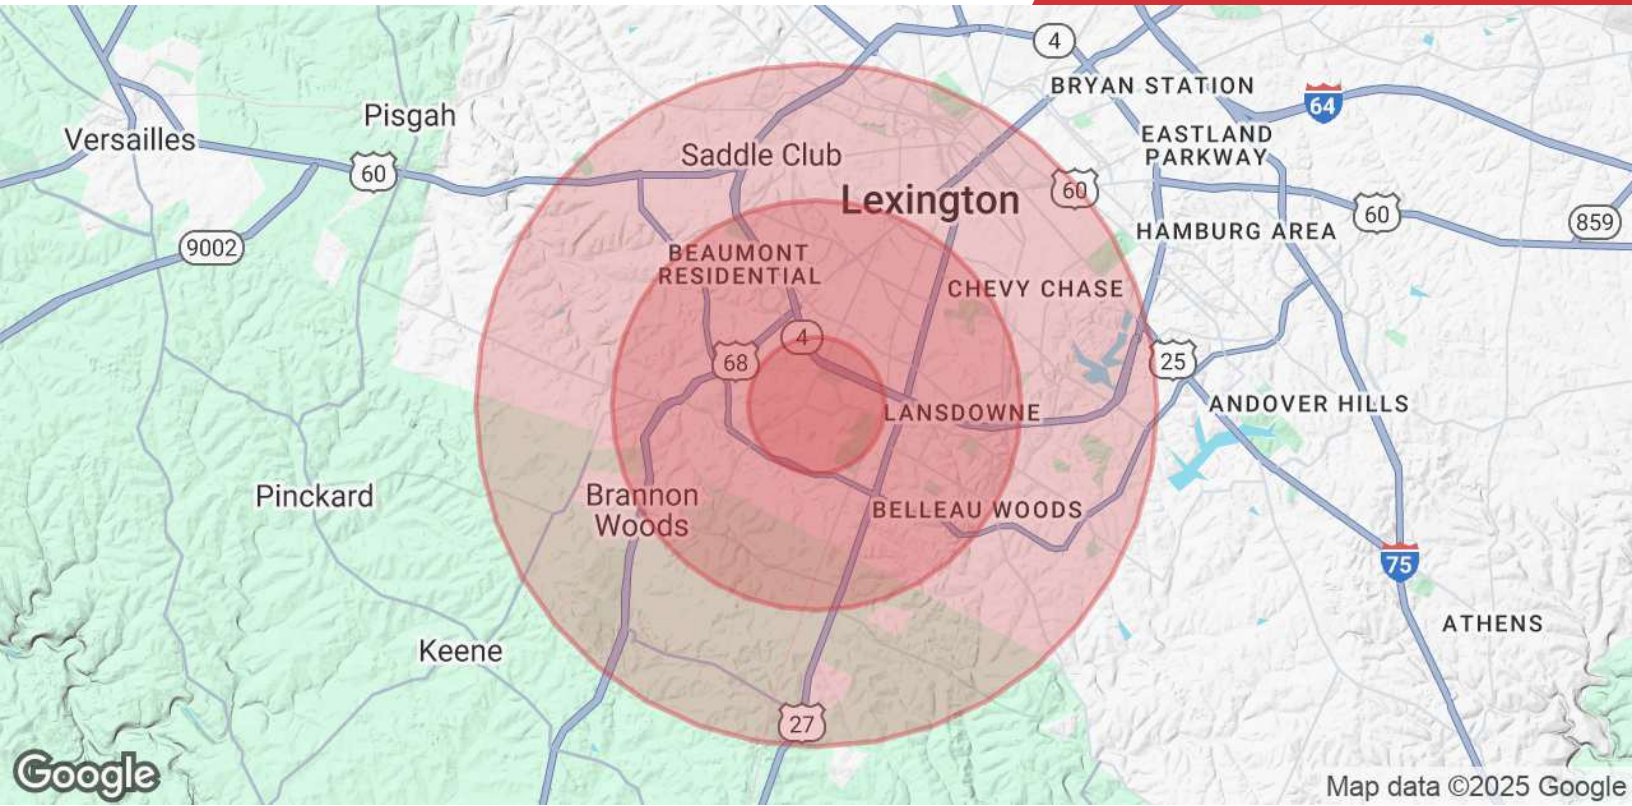 4
BRYAN STATION
64
Pisgah
Versailles
EASTLAND
PARKWAY
Saddle Club
60
Lexington
60
60
859
9002
HAMBURG AREA
BEAUMONT
RESIDENTIAL
CHEVY CHASE
4
68
25
LANSDOWNE
ANDOVER HILLS
Pinckard
Brannon
Woods
BELLEAU WOODS
75
ATHENS
Keene
27
Google
Map data ©2025 Google